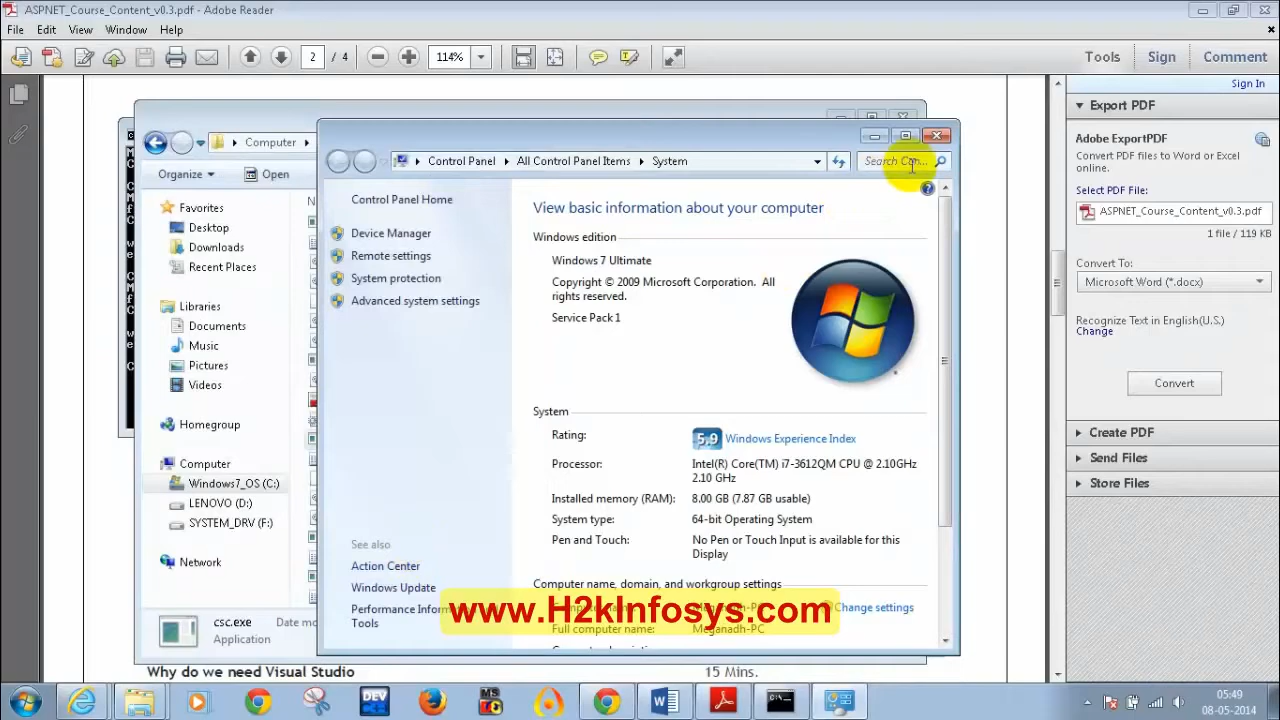 ASPNET_Course_Content_v0.3.pdf - Adobe Reader
File Edit View Window Help
2 / 4 114% Tools Sign Comment
Sign In
Export PDF
Adobe ExportPDF
Convert PDF files to Word or Excel online.
Select PDF File:
ASPNET_Course_Content_v0.3.pdf
1 file / 119 KB
Convert To:
Microsoft Word (*.docx)
Recognize Text in English(U.S.)
Change
Convert
Create PDF
Send Files
Store Files
Computer
Organize Open
Favorites
Desktop
Downloads
Recent Places
Libraries
Documents
Music
Pictures
Videos
Homegroup
Computer
Windows7_OS (C:)
LENOVO (D:)
SYSTEM_DRV (F:)
Network
csc.exe Date mo
Application
Control Panel All Control Panel Items System
Control Panel Home
Device Manager
Remote settings
System protection
Advanced system settings
See also
Action Center
Windows Update
Performance Inform
Tools
View basic information about your computer
Windows edition
Windows 7 Ultimate
Copyright © 2009 Microsoft Corporation. All
rights reserved.
Service Pack 1
System
Rating: 5.9 Windows Experience Index
Processor: Intel(R) Core(TM) i7-3612QM CPU @ 2.10GHz
2.10 GHz
Installed memory (RAM): 8.00 GB (7.87 GB usable)
System type: 64-bit Operating System
Pen and Touch: No Pen or Touch Input is available for this
Display
Computer name, domain, and workgroup settings
Change settings
Full computer name: Meganadh-PC
www.H2kInfosys.com
Why do we need Visual Studio 15 Mins.
DEV
MS
05:49
08-05-2014